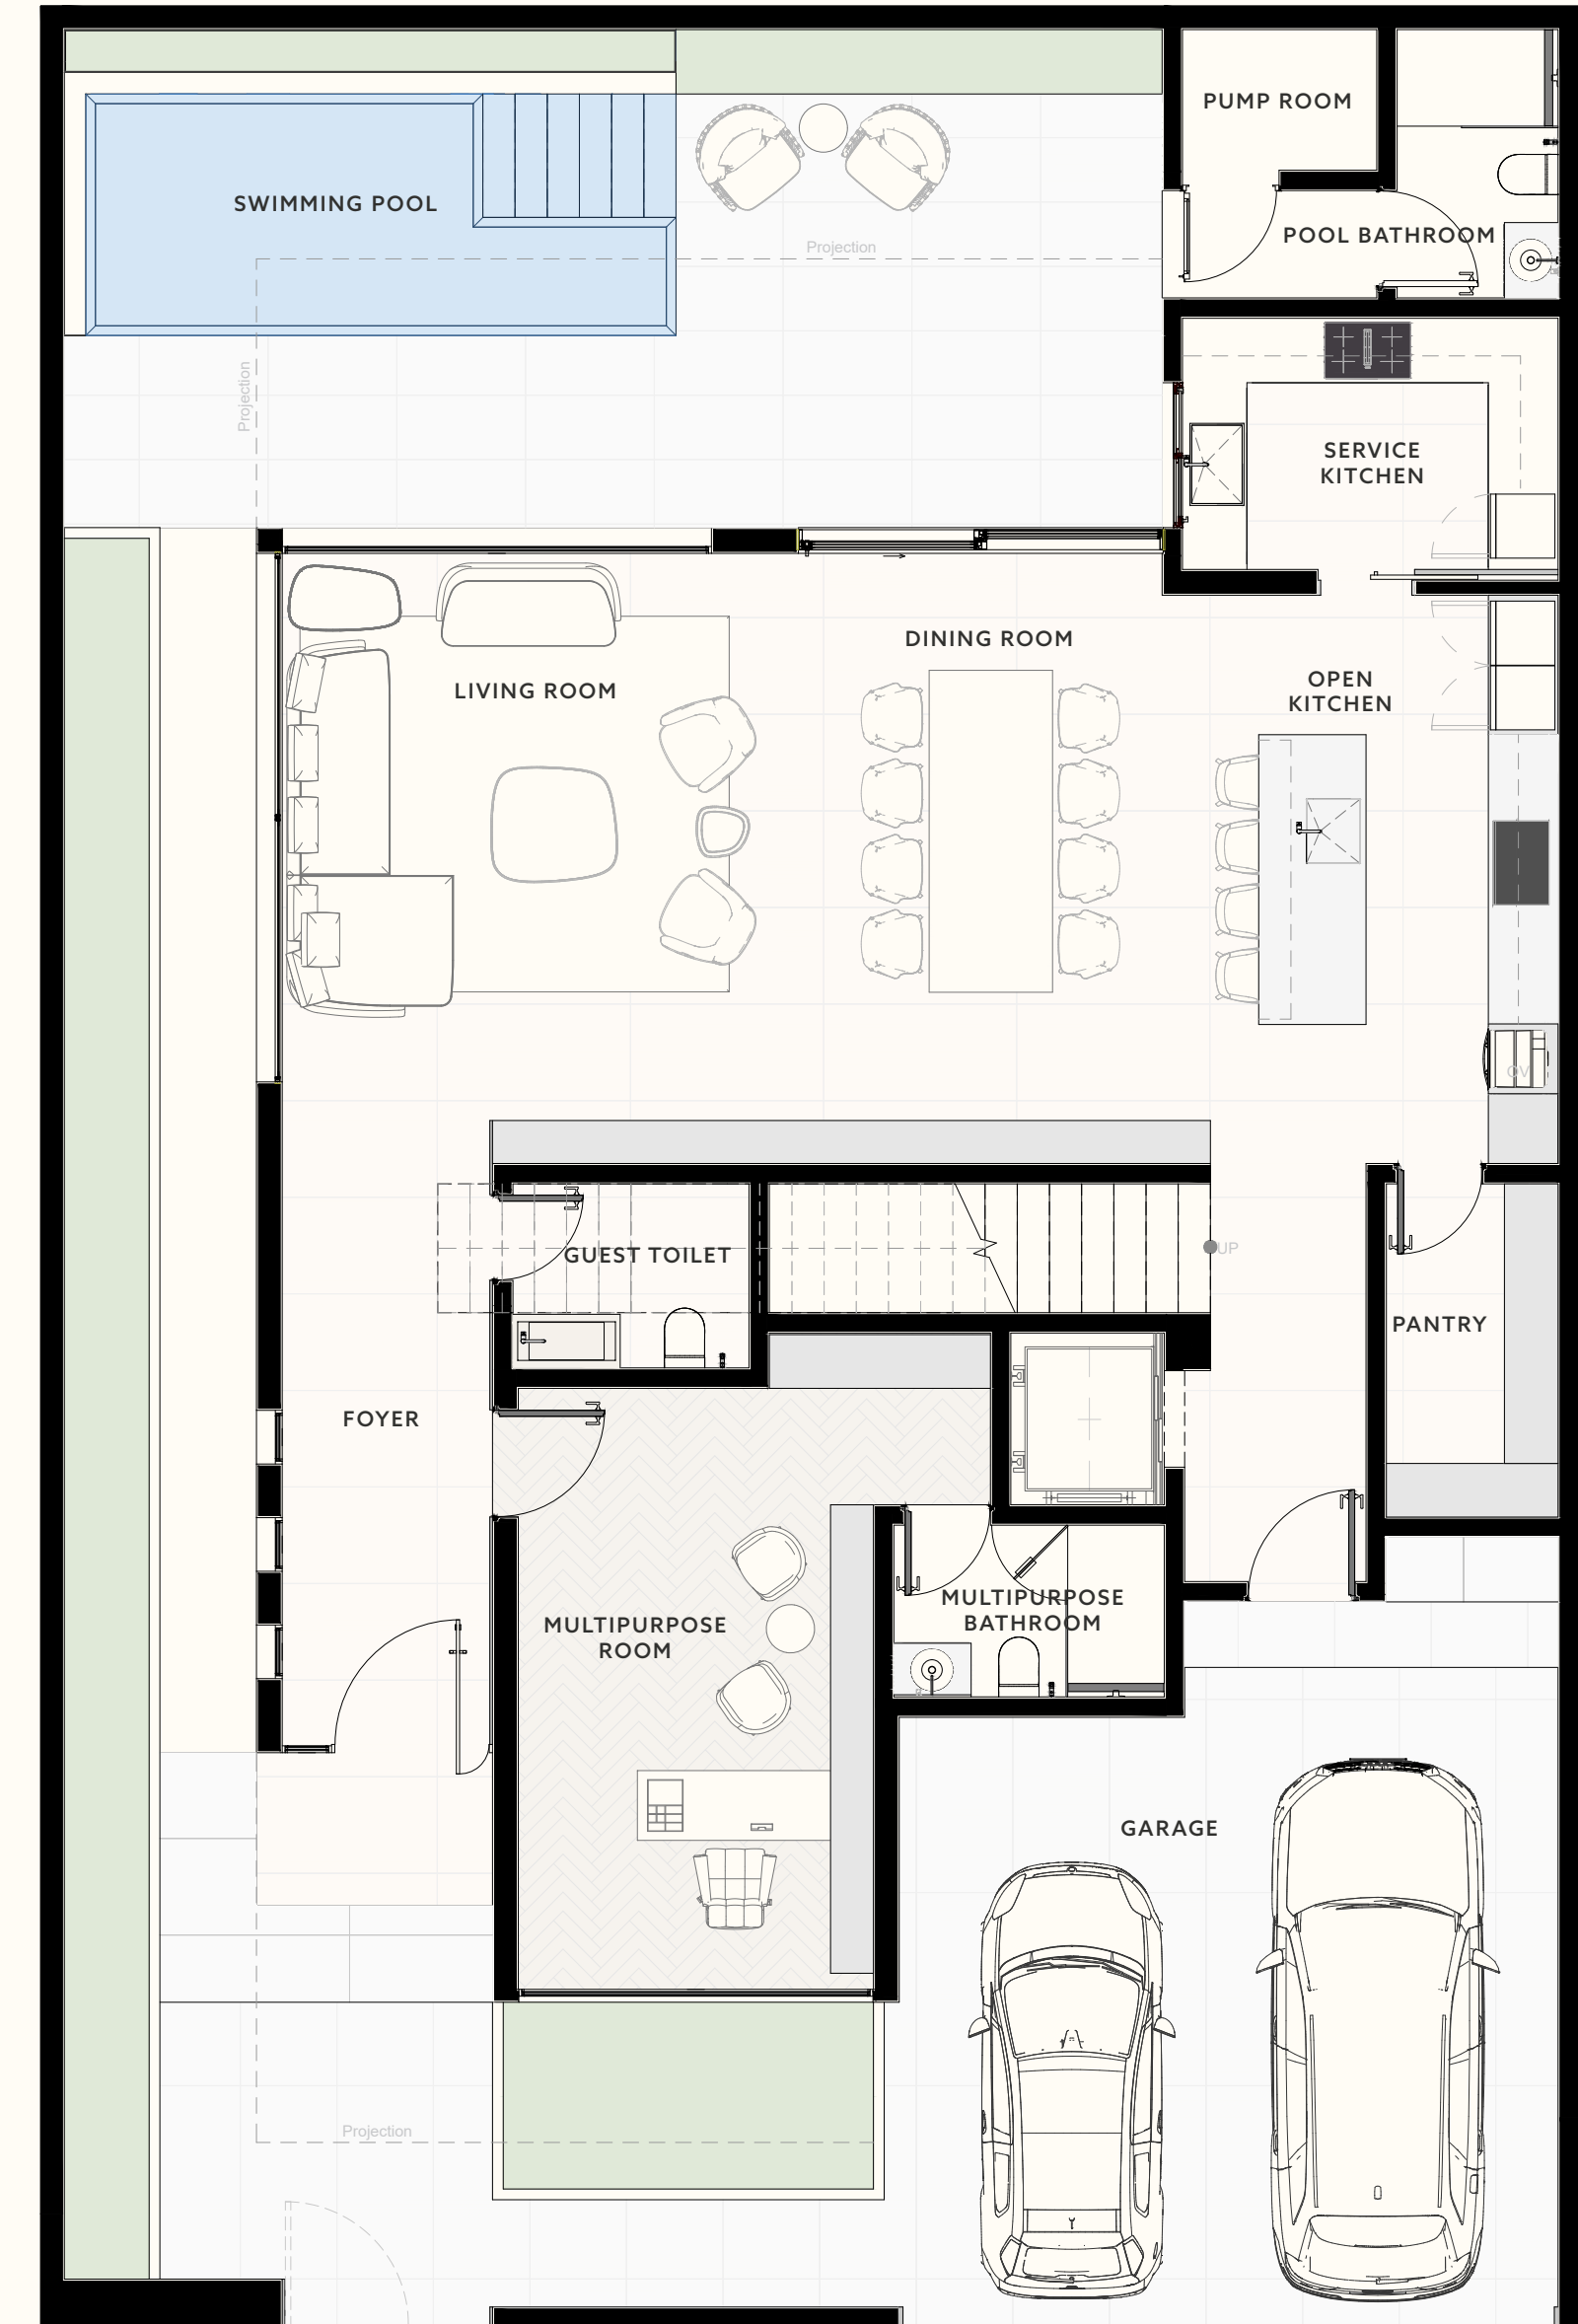 PUMP ROOM
SWIMMING POOL
POOL BATHROOM
Projection
Projection
SERVICE
KITCHEN
DINING ROOM
LIVING ROOM
OPEN
KITCHEN
OV
UP
GUEST TOILET
PANTRY
FOYER
MULTIPURPOSE
BATHROOM
MULTIPURPOSE
ROOM
GARAGE
Projection